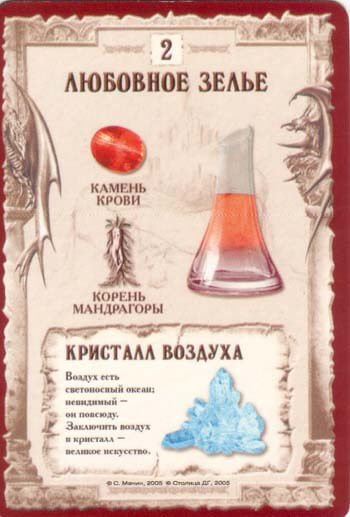 2
ЛЮБОВНОЕ ЗЕЛЬЕ
КАМЕНЬ
КРОВИ
КОРЕНЬ
МАНДРАГОРЫ
КРИСТАЛЛ ВОЗДУХА
Воздух есть
светоносный океан;
невидимый –
он повсюду.
Заключить воздух
в кристалл –
великое искусство.
© С. Мачин, 2005 © Столица ДГ, 2005